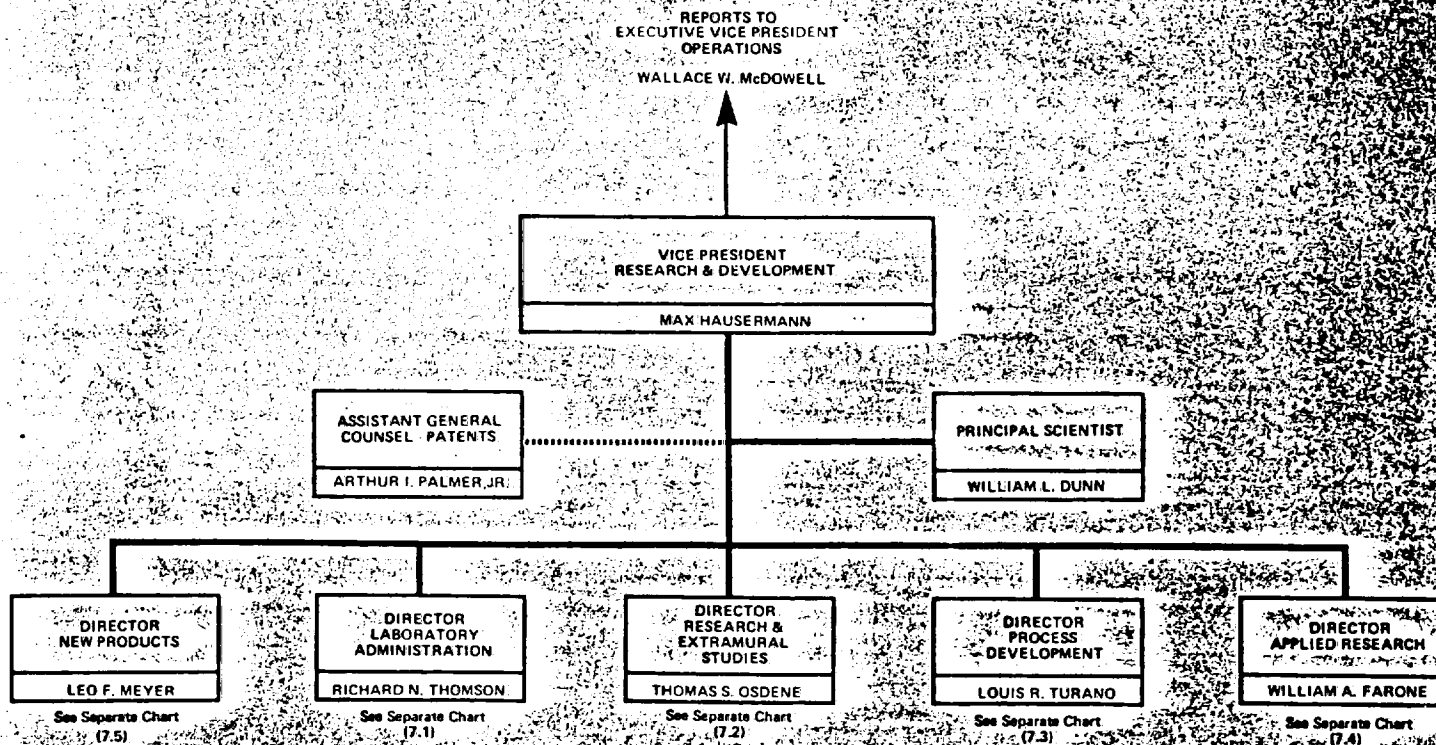 REPORTS TO
EXECUTIVE VICE PRESIDENT
OPERATIONS
WALLACE W. McDOWELL
VICE PRESIDENT
RESEARCH & DEVELOPMENT
MAX HAUSERMANN
ASSISTANT GENERAL
COUNSEL - PATENTS
ARTHUR I. PALMER, JR.
PRINCIPAL SCIENTIST
WILLIAM L. DUNN
DIRECTOR
NEW PRODUCTS
LEO F. MEYER
See Separate Chart
(7.5)
DIRECTOR
LABORATORY
ADMINISTRATION
RICHARD N. THOMSON
See Separate Chart
(7.1)
DIRECTOR
RESEARCH &
EXTRAMURAL
STUDIES
THOMAS S. OSDENE
See Separate Chart
(7.2)
DIRECTOR
PROCESS
DEVELOPMENT
LOUIS R. TURANO
See Separate Chart
(7.3)
DIRECTOR
APPLIED RESEARCH
WILLIAM A. FARONE
See Separate Chart
(7.4)